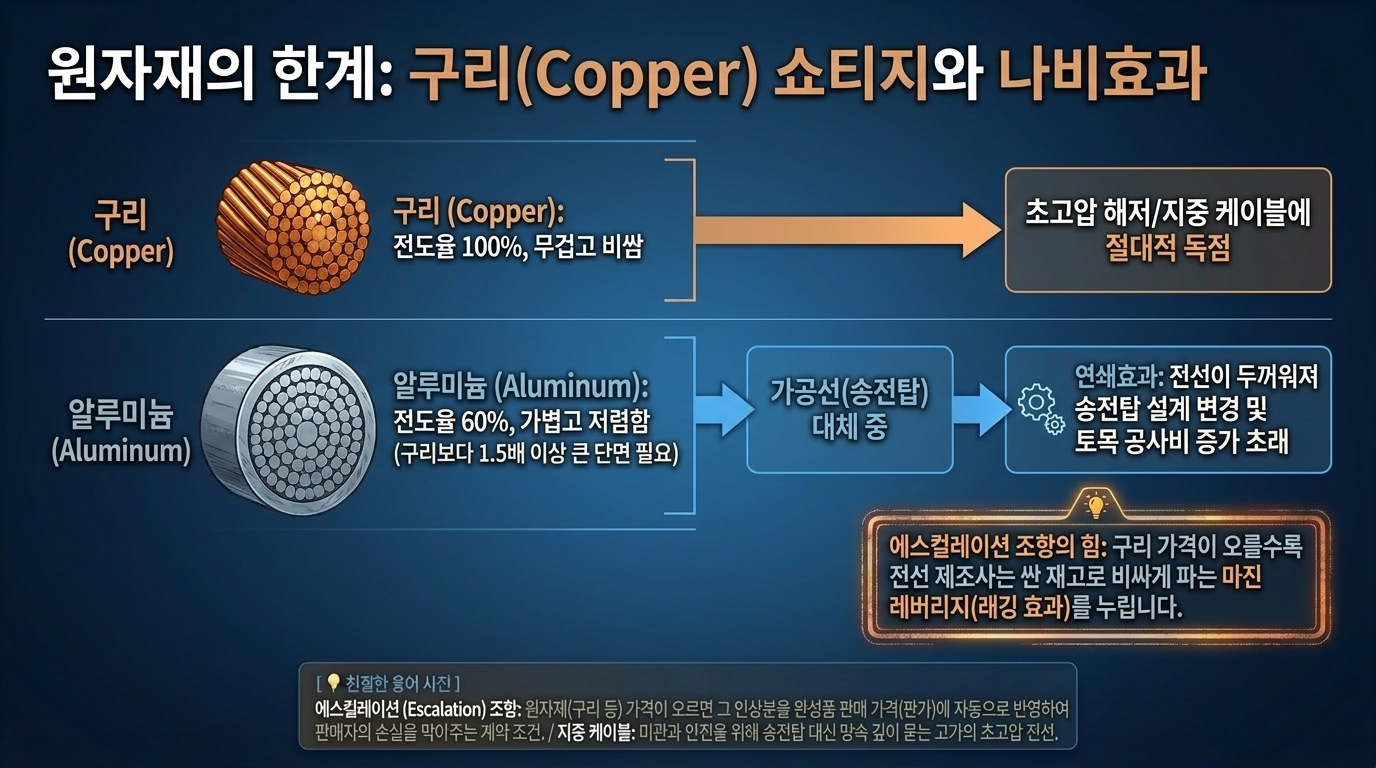 원자재의 한계: 구리(Copper) 쇼티지와 나비효과
구리
(Copper)
구리 (Copper):
전도율 100%, 무겁고 비쌈
초고압 해저/지중 케이블에
절대적 독점
알루미늄
(Aluminum)
알루미늄 (Aluminum):
전도율 60%, 가볍고 저렴함
(구리보다 1.5배 이상 큰 단면 필요)
가공선(송전탑)
대체 중
연쇄효과: 전선이 두꺼워져
송전탑 설계 변경 및
토목 공사비 증가 초래
에스컬레이션 조항의 힘: 구리 가격이 오를수록
전선 제조사는 싼 재고로 비싸게 파는 마진
레버리지(래깅 효과)를 누립니다.
[ 💡 친절한 용어 사진 ]
에스컬레이션 (Escalation) 조항: 원자재(구리 등) 가격이 오르면 그 인상분을 완성품 판매 가격(판가)에 자동으로 반영하여
판매자의 손실을 막아주는 계약 조건. / 지중 케이블: 미관과 안전을 위해 송전탑 대신 땅속 깊이 묻는 고가의 초고압 전선.